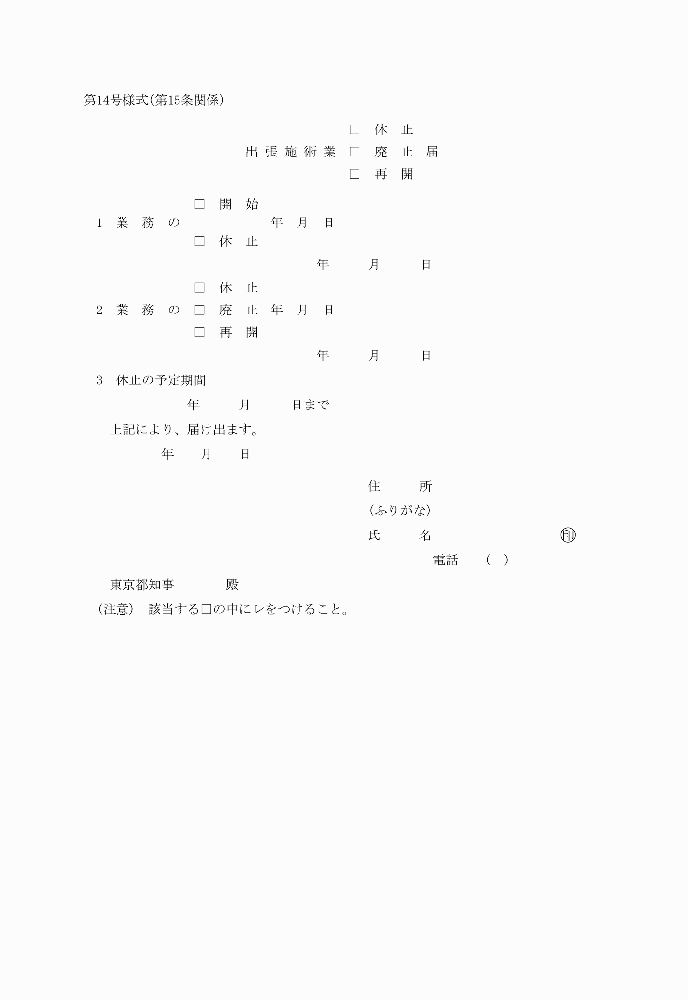 第14号様式(第15条関係)
□ 休 止
出張施術業 □ 廃 止 届
□ 再 開
□ 開 始
1 業 務 の 年 月 日
□ 休 止
年 月 日
□ 休 止
2 業 務 の □ 廃 止 年 月 日
□ 再 開
年 月 日
3 休止の予定期間
年 月 日まで
上記により、届け出ます。
年 月 日
住 所
(ふりがな)
氏 名 ㊞
電話 ( )
東京都知事 殿
(注意) 該当する□の中にレをつけること。